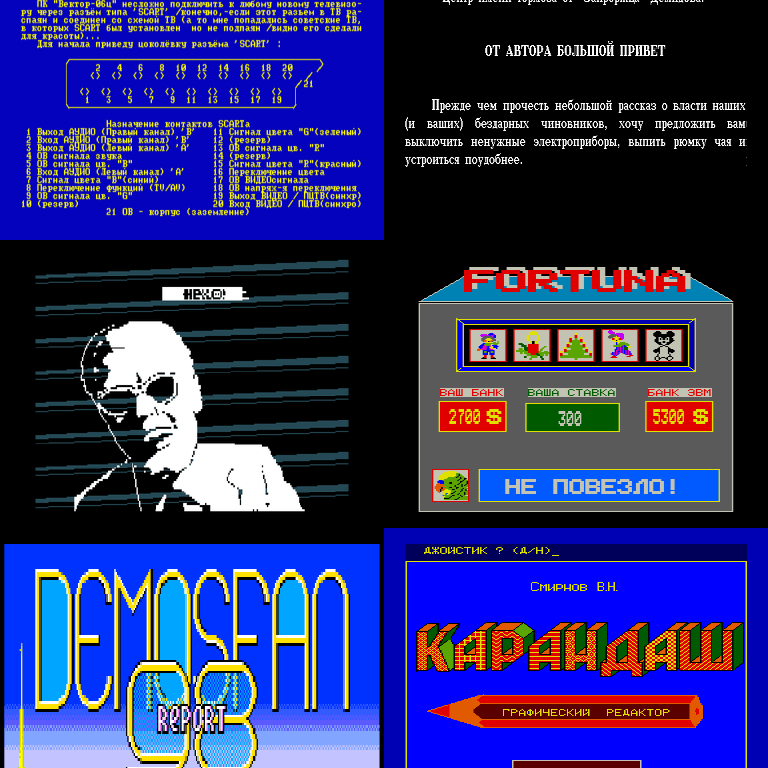 ПК "Вектор-06ц" несложно подключить к любому новому телевизо-
ру через разъём типа 'SCART' /конечно,-если этот разъём в ТВ ра-
спаян и соединен со схемой ТВ (а то мне попадались советские ТВ,
в которых SCART был установлен но не подпаян /видно его сделали
для красоты)...
Для начала приведу цоколёвку разъёма 'SCART' :
2 4 6 8 10 12 14 16 18 20
21
1 3 5 7 9 11 13 15 17 19
Назначение контактов SCARTа
1 Выход АУДИО (Правый канал) 'В'
2 Вход АУДИО (Правый канал) 'В'
3 Выход АУДИО (Левый канал) 'А'
4 ОВ сигнала звука
5 ОВ сигнала цв. "В"
6 Вход АУДИО (Левый канал) 'А'
7 Сигнал цвета "В"(синий)
8 Переключение функций (TV/AV)
9 ОВ сигнала цв. "G"
10 (резерв)
11 Сигнал цвета "G"(зеленый)
12 (резерв)
13 ОВ сигнала цв. "R"
14 (резерв)
15 Сигнал цвета "R"(красный)
16 Переключение цвета
17 ОВ ВИДЕОсигнала
18 ОВ напрях-я переключения
19 Выход ВИДЕО / ПЦТВ(синхр)
20 Вход ВИДЕО / ПЦТВ(синхро)
21 ОВ - корпус (заземление)
ОТ АВТОРА БОЛЬШОЙ ПРИВЕТ
Прежде чем прочесть небольшой рассказ о власти наших
(и ваших) бездарных чиновников, хочу предложить вам
выключить ненужные электроприборы, выпить рюмку чая и
устроиться поудобнее.
FORTUNA
ВАШ БАНК
ВАША СТАВКА
БАНК ЭВМ
2700 $
300
5300 $
НЕ ПОВЕЗЛО!
DEMOSFAN
98
REPORT
ДЖОЙСТИК ? (Д/Н)_
Смирнов В.Н.
КАРАНДАШ
ГРАФИЧЕСКИЙ РЕДАКТОР